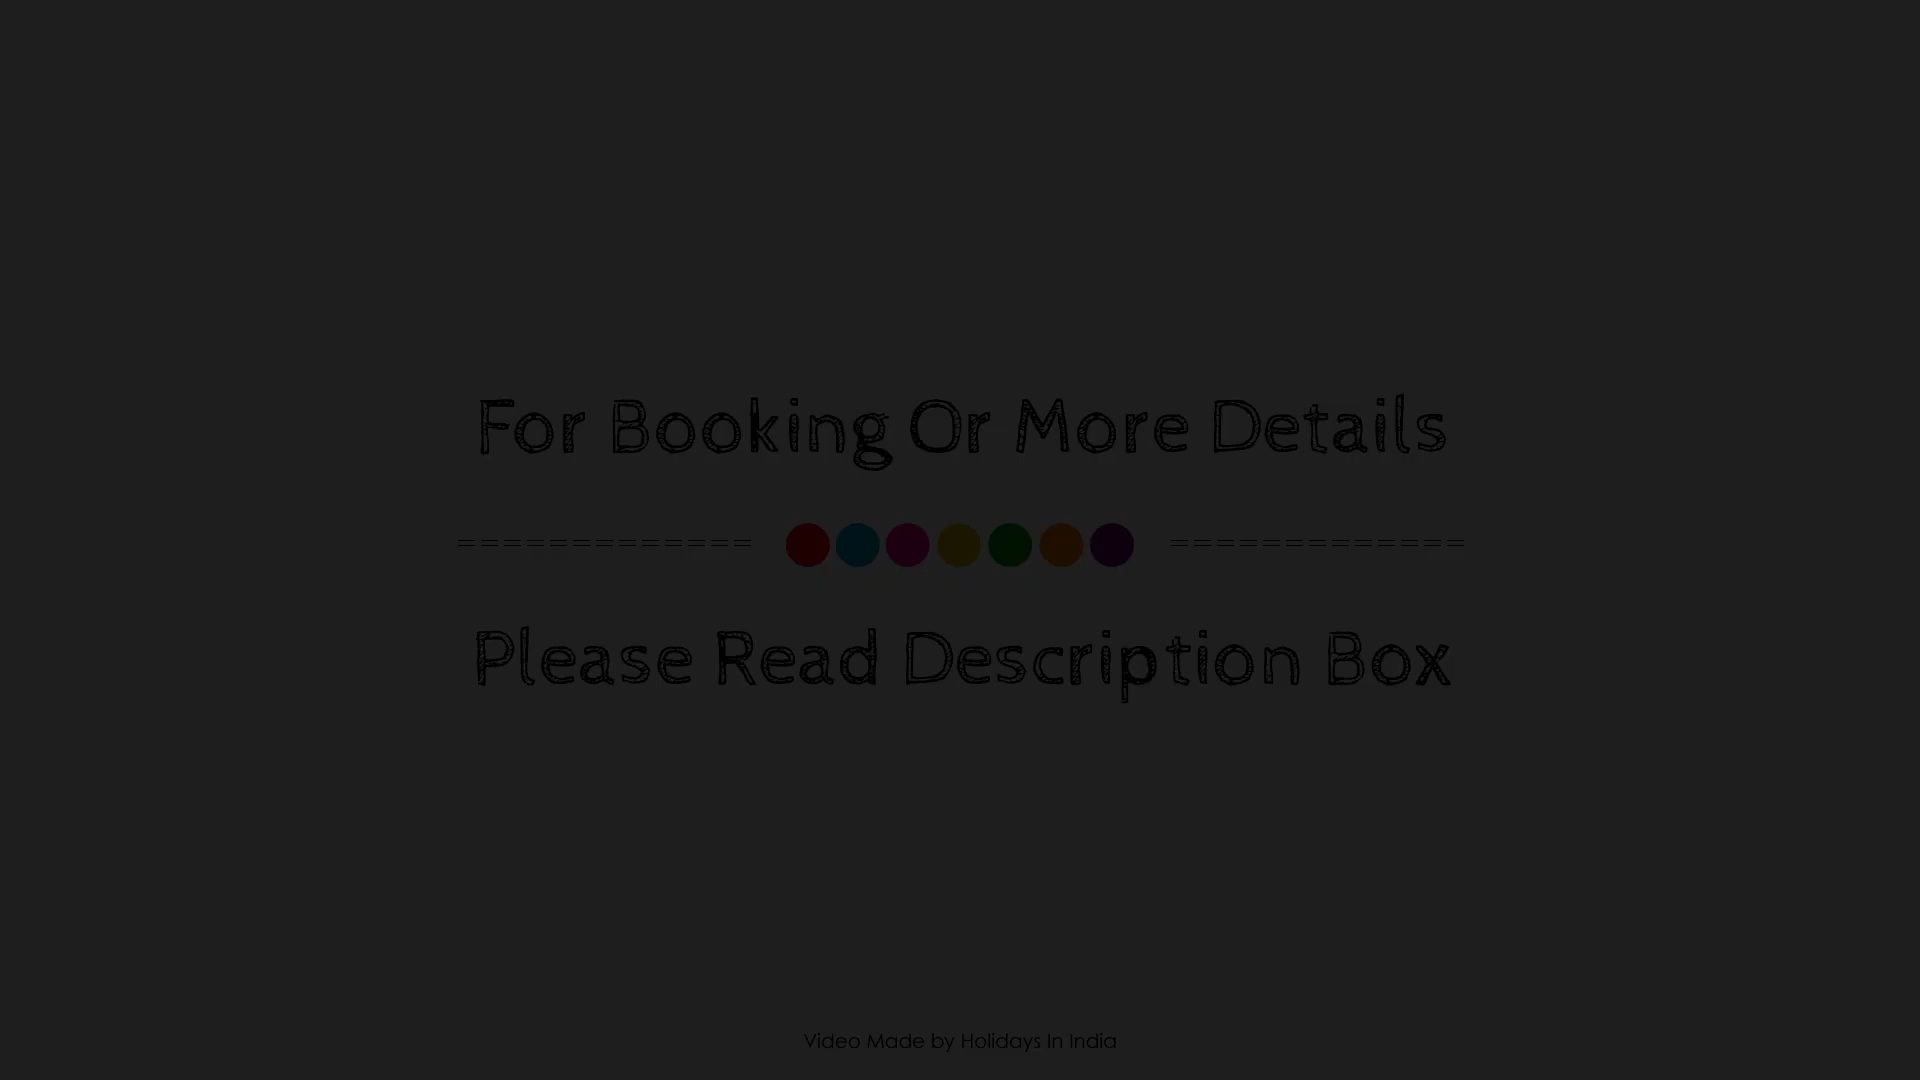 For Booking Or More Details
============= =============
Please Read Description Box
Video Made by Holidays In India